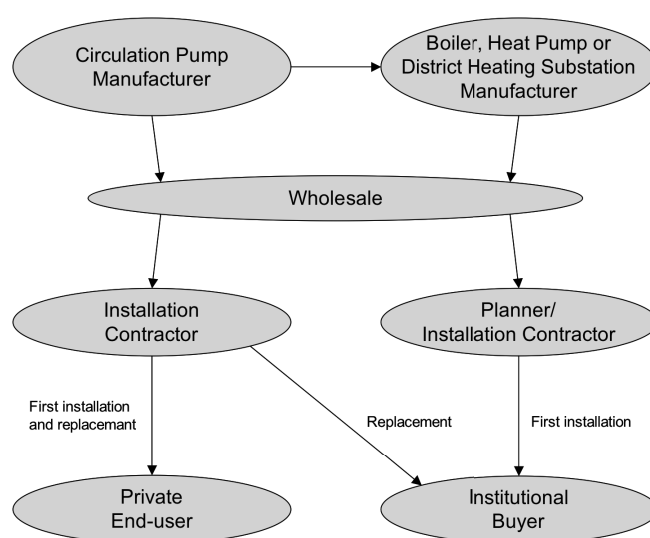 Circulation Pump
Manufacturer
Boiler, Heat Pump or
District Heating Substation
Manufacturer
Wholesale
Installation
Contractor
Planner/
Installation Contractor
First installation
and replacemant
Replacement
First installation
Private
End-user
Institutional
Buyer